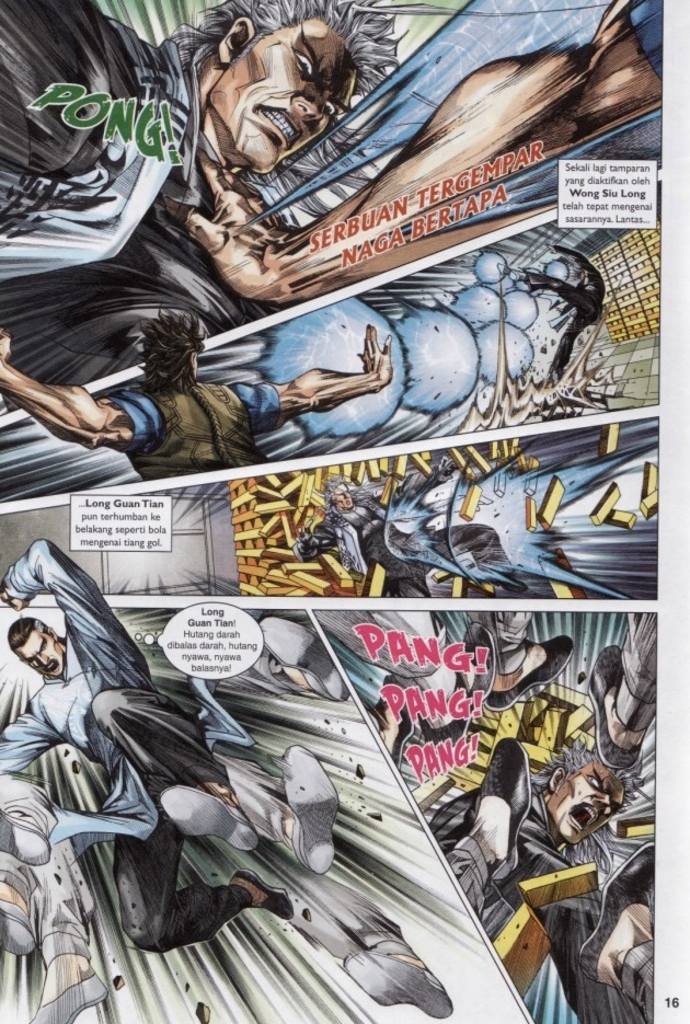 PONG!
SERBUAN TERGEMPAR
NAGA BERTAPA
Sekali lagi tamparan
yang diaktifkan oleh
Wong Siu Long
telah tepat mengenai
sasarannya. Lantas...
...Long Guan Tian
pun terhumban ke
belakang seperti bola
mengenai tiang gol.
Long
Guan Tian!
Hutang darah
dibalas darah, hutang
nyawa, nyawa
balasnya!
PANG!
PANG!
PANG!
16